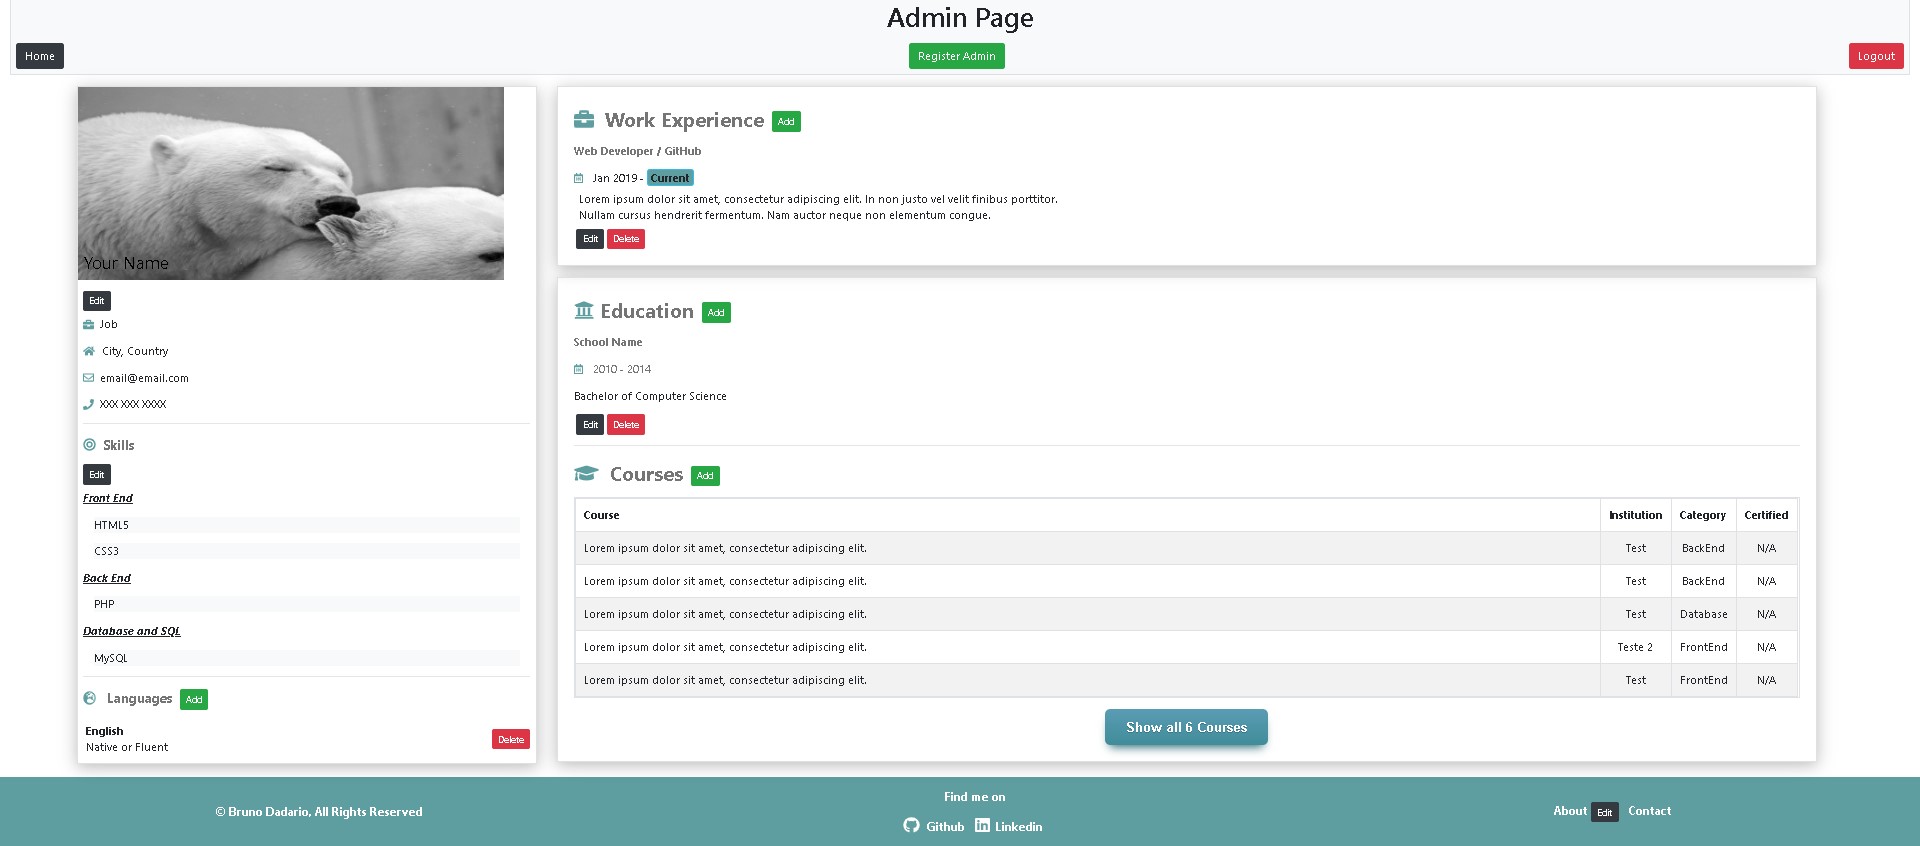 Admin Page
Home
Register Admin
Logout
Your Name
Edit
Job
City, Country
email@email.com
XXX XXX XXXX
Skills
Edit
Front End
HTML5
CSS3
Back End
PHP
Database and SQL
MySQL
Languages Add
English
Native or Fluent
Delete
Work Experience Add
Web Developer / GitHub
Jan 2019 - Current
Lorem ipsum dolor sit amet, consectetur adipiscing elit. In non justo vel velit finibus porttitor.
Nullam cursus hendrerit fermentum. Nam auctor neque non elementum congue.
Edit Delete
Education Add
School Name
2010 - 2014
Bachelor of Computer Science
Edit Delete
Courses Add
Course Institution Category Certified
Lorem ipsum dolor sit amet, consectetur adipiscing elit. Test BackEnd N/A
Lorem ipsum dolor sit amet, consectetur adipiscing elit. Test BackEnd N/A
Lorem ipsum dolor sit amet, consectetur adipiscing elit. Test Database N/A
Lorem ipsum dolor sit amet, consectetur adipiscing elit. Teste 2 FrontEnd N/A
Lorem ipsum dolor sit amet, consectetur adipiscing elit. Test FrontEnd N/A
Show all 6 Courses
© Bruno Dadario, All Rights Reserved
Find me on
Github Linkedin
About Edit Contact